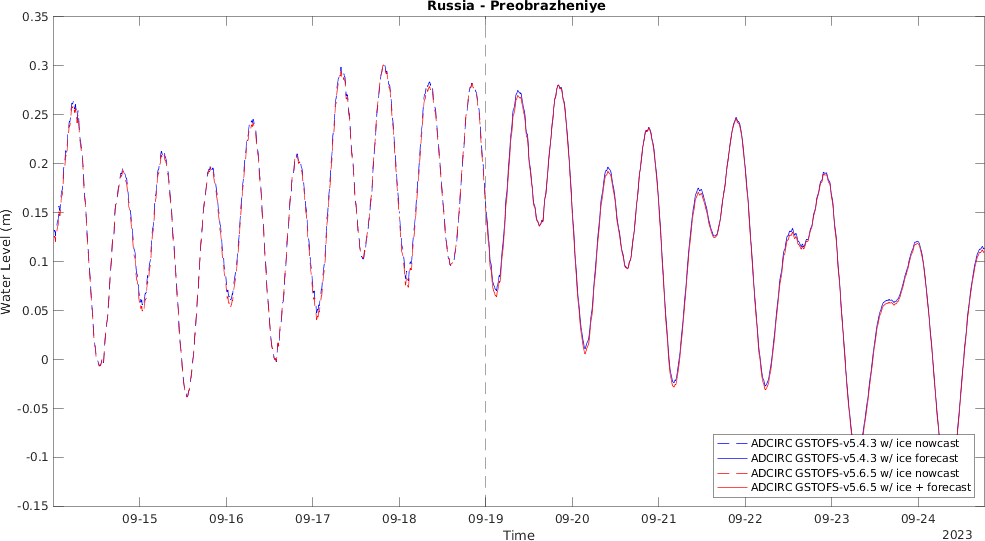 Russia - Preobrazheniye
Water Level (m)
0.35
0.3
0.25
0.2
0.15
0.1
0.05
0
-0.05
-0.1
-0.15
ADCIRC GSTOFS-v5.4.3 w/ ice nowcast
ADCIRC GSTOFS-v5.4.3 w/ ice forecast
ADCIRC GSTOFS-v5.6.5 w/ ice nowcast
ADCIRC GSTOFS-v5.6.5 w/ ice + forecast
09-15 09-16 09-17 09-18 09-19 09-20 09-21 09-22 09-23 09-24
Time
2023